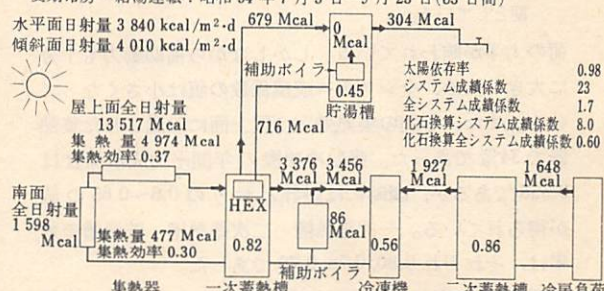 水平面日射量 3 840 kcal/m²·d
傾斜面日射量 4 010 kcal/m²·d
679 Mcal
0
Mcal
304 Mcal
補助ボイラ
0.45
貯湯槽
太陽依存率 0.98
システム成績係数 23
全システム成績係数 1.7
化石換算システム成績係数 8.0
化石換算全システム成績係数 0.60
屋上面全日射量
13 517 Mcal
集熱量 4 974 Mcal
集熱効率 0.37
716 Mcal
3 376
Mcal
3 456
Mcal
1 927
Mcal
1 648
Mcal
南面
全日射量
1 598
Mcal
HEX
集熱量 477 Mcal
集熱効率 0.30
0.82
86
Mcal
0.56
0.86
補助ボイラ
集熱器
一次蓄熱槽
冷凍機
二次蓄熱槽
冷房負荷